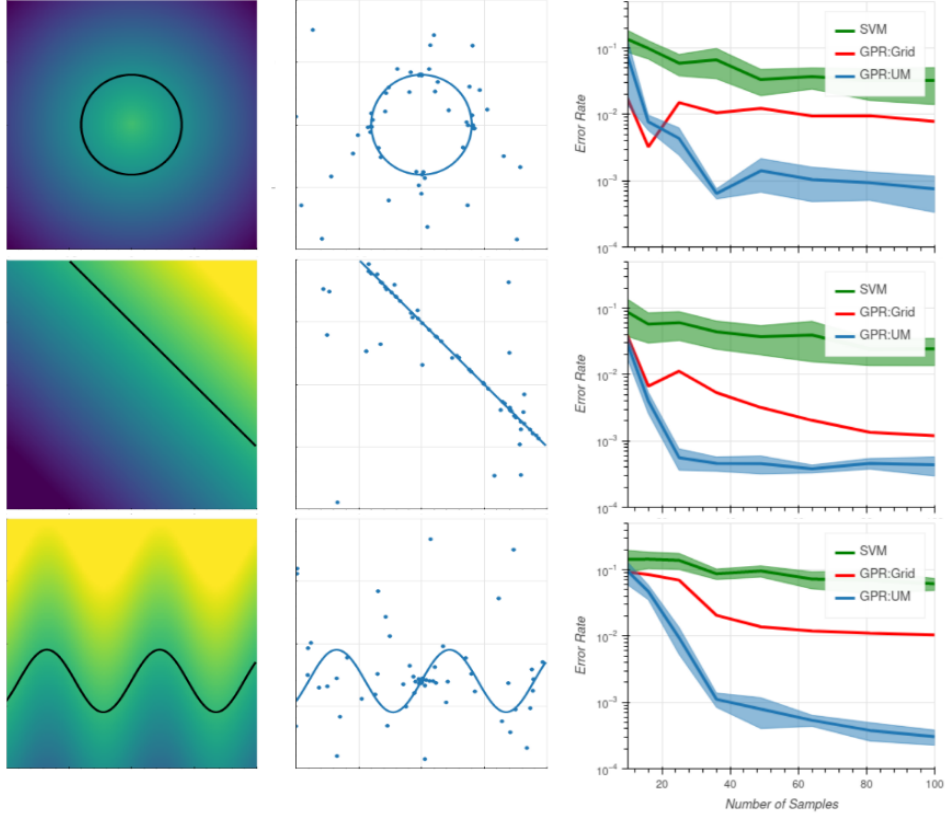 SVM
GPR:Grid
GPR:UM
Error Rate
10⁻¹
10⁻²
10⁻³
10⁻⁴
SVM
GPR:Grid
GPR:UM
Error Rate
10⁻¹
10⁻²
10⁻³
10⁻⁴
SVM
GPR:Grid
GPR:UM
Error Rate
10⁻¹
10⁻²
10⁻³
10⁻⁴
20 40 60 80 100
Number of Samples